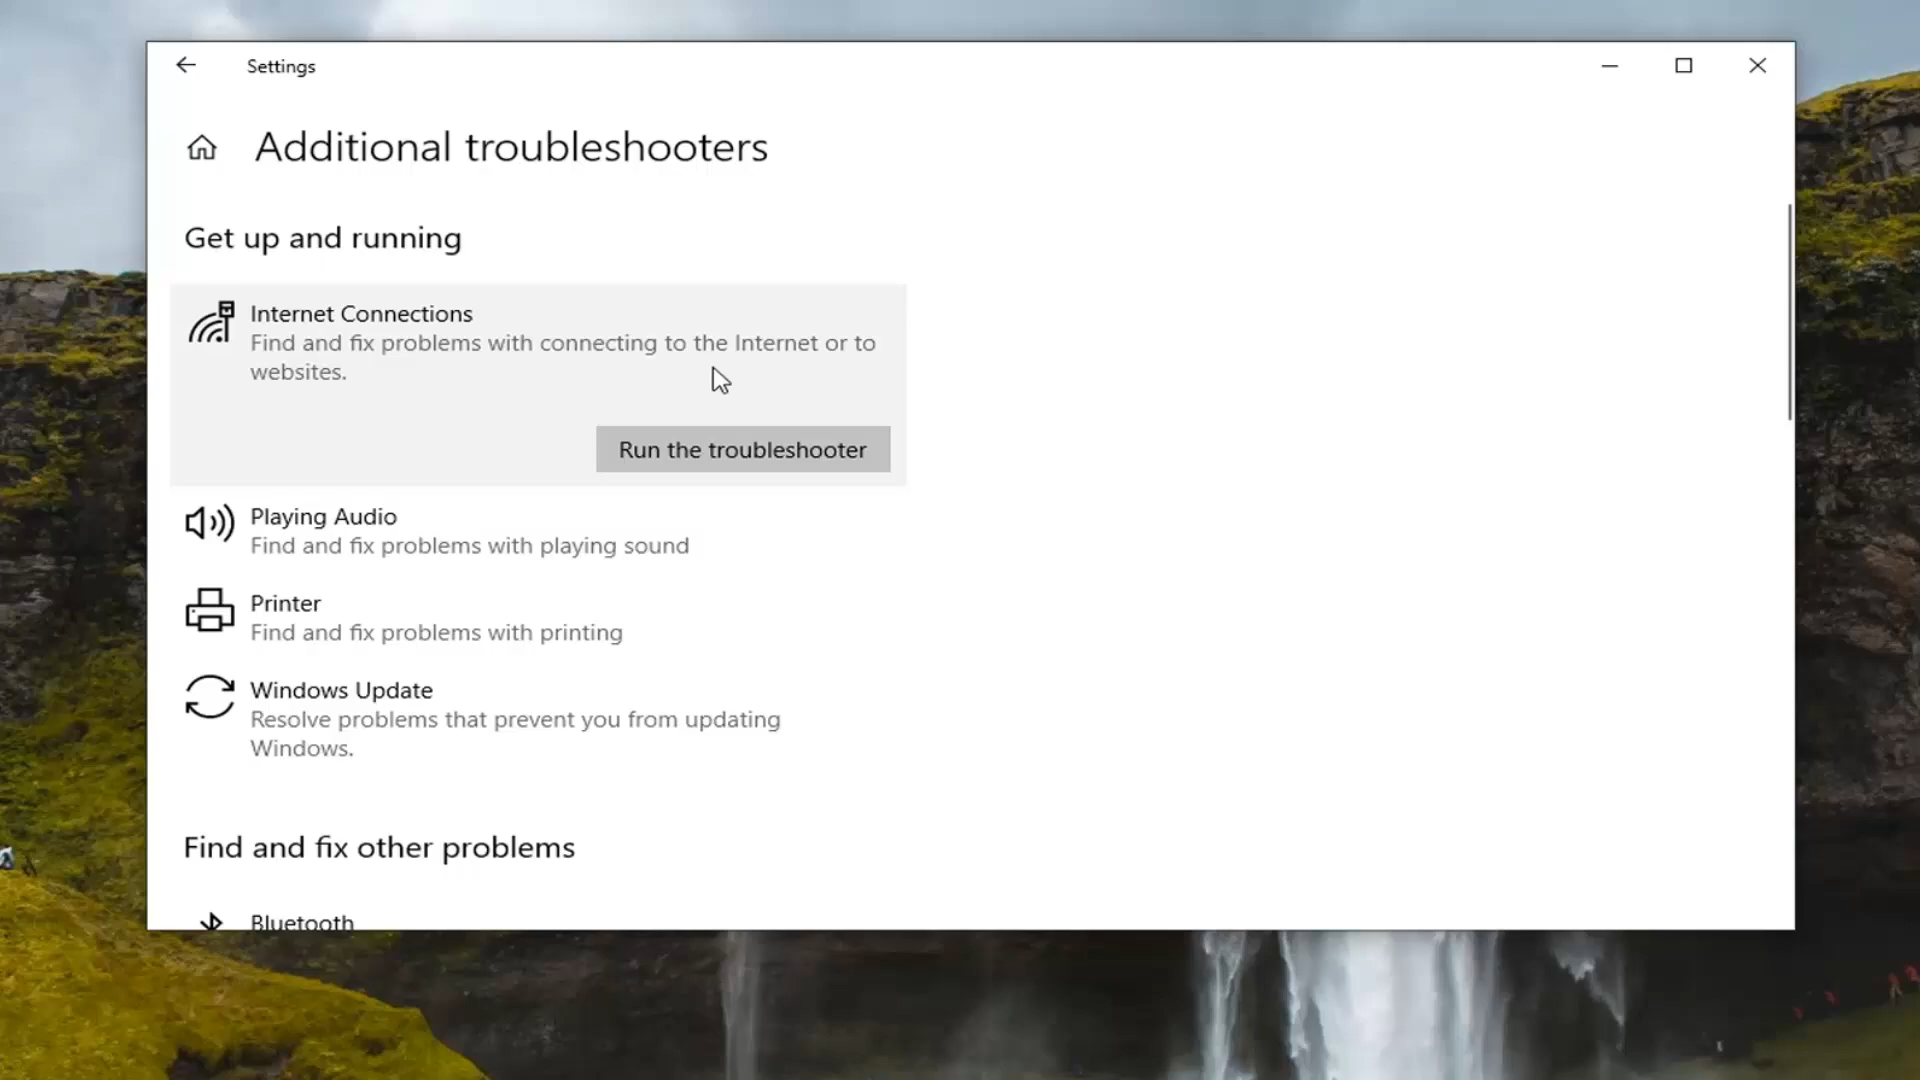 Settings
Additional troubleshooters
Get up and running
Internet Connections
Find and fix problems with connecting to the Internet or to
websites.
Run the troubleshooter
Playing Audio
Find and fix problems with playing sound
Printer
Find and fix problems with printing
Windows Update
Resolve problems that prevent you from updating
Windows.
Find and fix other problems
Bluetooth